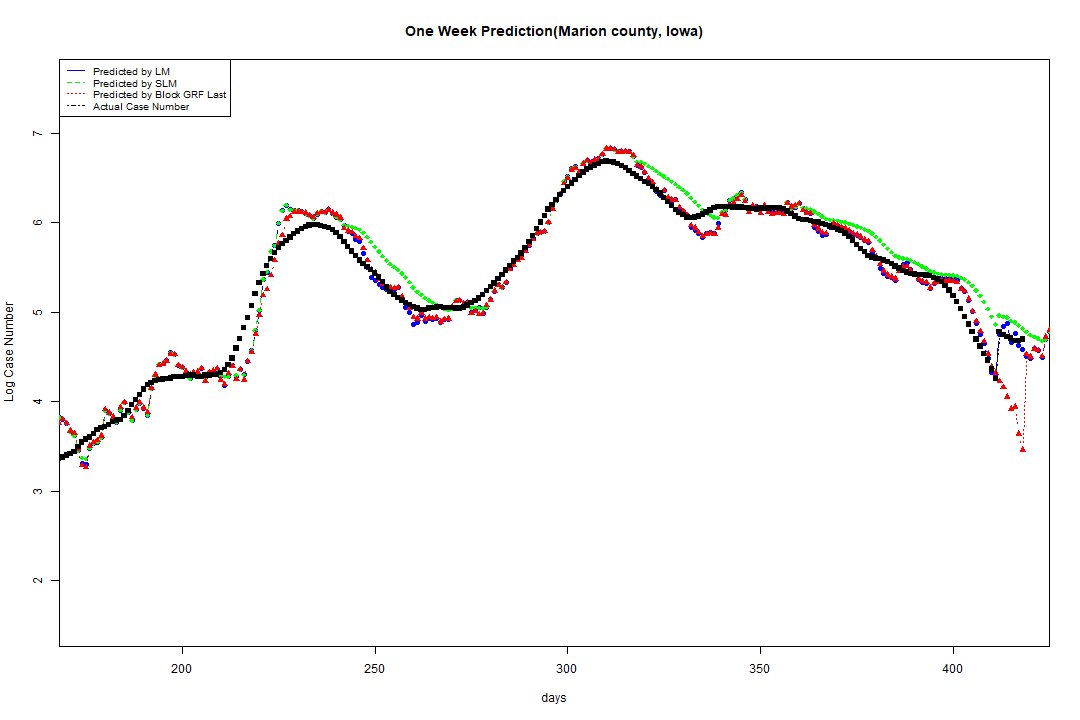 One Week Prediction(Marion county, Iowa)
Predicted by LM
Predicted by SLM
Predicted by Block GRF Last
Actual Case Number
Log Case Number
7
6
5
4
3
2
200
250
300
350
400
days